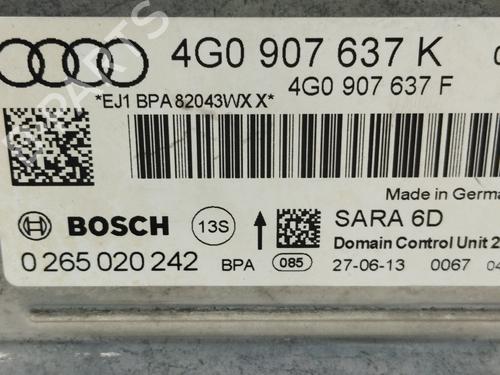 4G0 907 637 K
4G0 907 637 F
*EJ1 BPA 82043WX X*
Made in Germa
BOSCH 13S SARA 6D
Domain Control Unit 2
0 265 020 242 BPA 085 27-06-13 0067 04